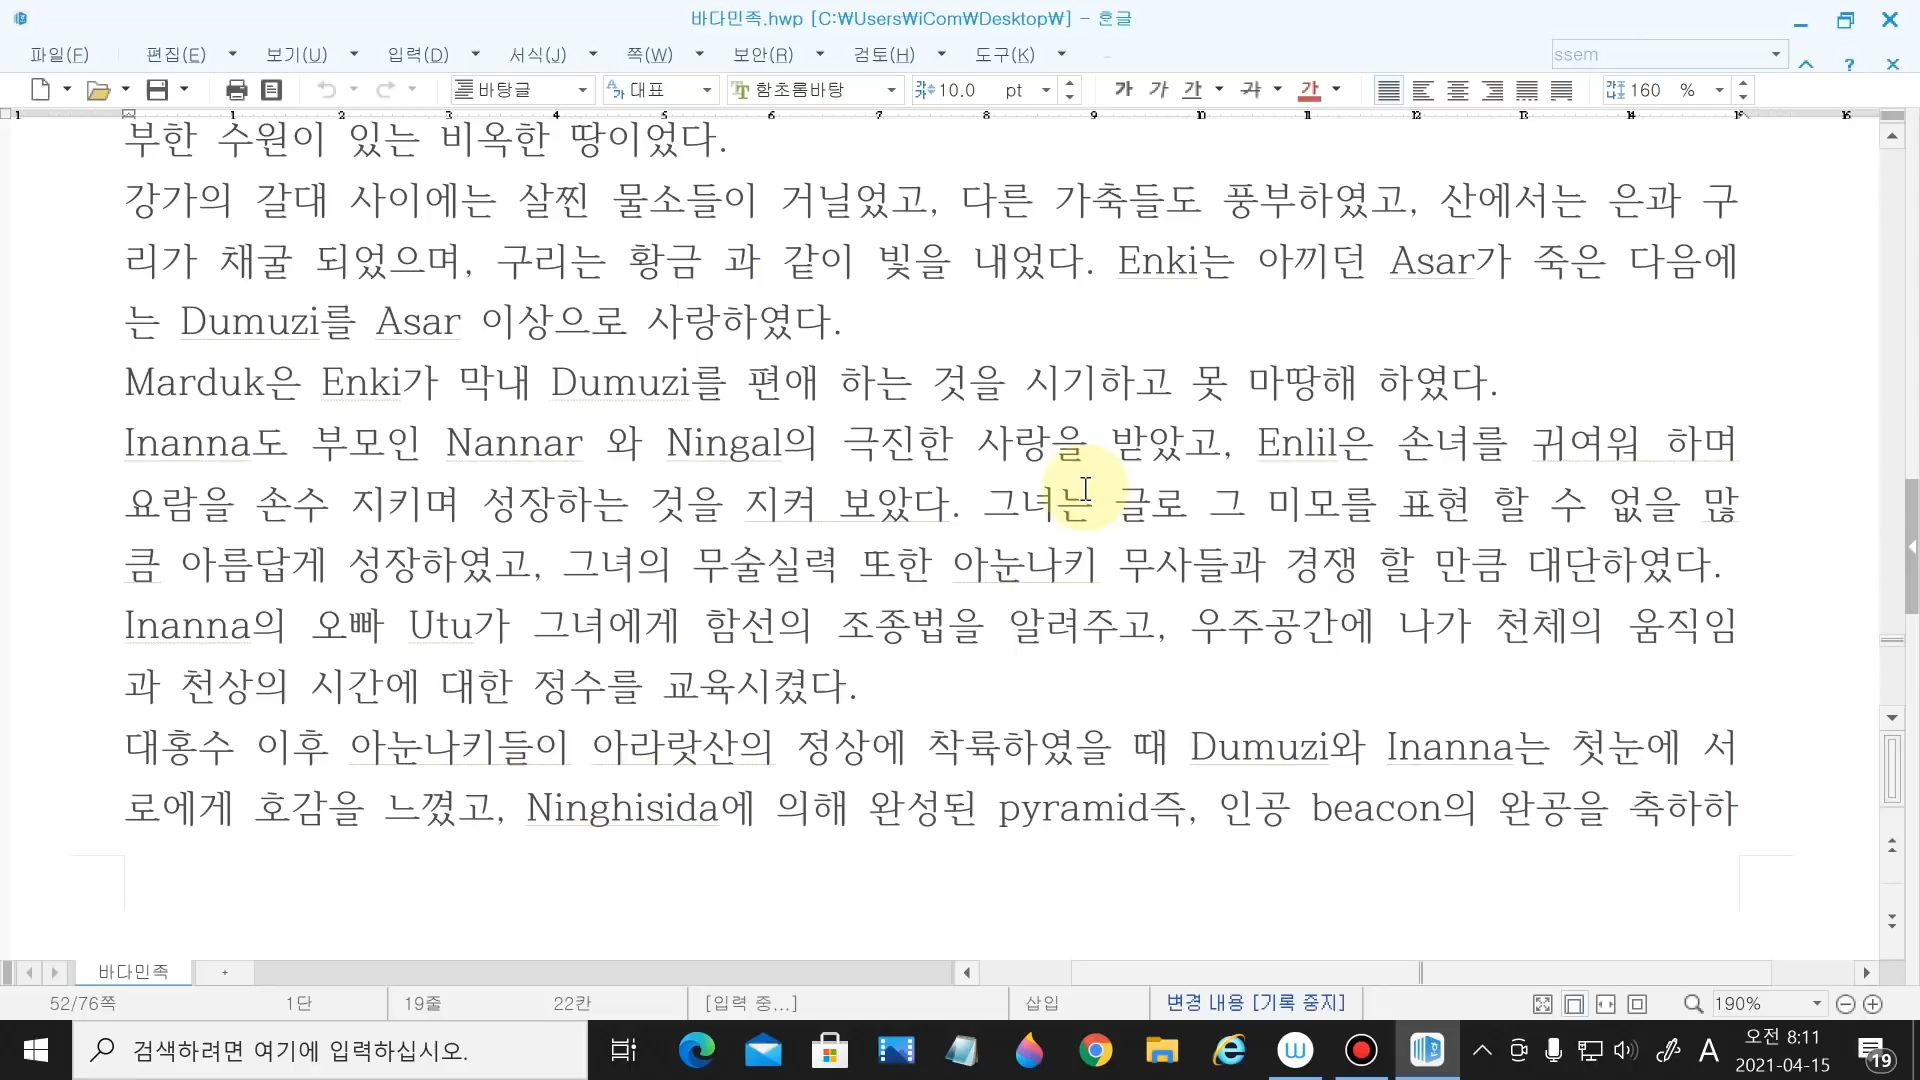 바다민족.hwp [C:₩Users₩iCom₩Desktop₩] - 흔글
파일(F) 편집(E) 보기(U) 입력(D) 서식(J) 쪽(W) 보안(R) 검토(H) 도구(K) ssem
바탕글 대표 함초롬바탕 10.0 pt 가 가 가 가 가 160 %
1 1 2 3 4 5 6 7 8 9 10 11 12 13 14 15 16
부한 수원이 있는 비옥한 땅이었다.
강가의 갈대 사이에는 살찐 물소들이 거닐었고, 다른 가축들도 풍부하였고, 산에서는 은과 구
리가 채굴 되었으며, 구리는 황금 과 같이 빛을 내었다. Enki는 아끼던 Asar가 죽은 다음에
는 Dumuzi를 Asar 이상으로 사랑하였다.
Marduk은 Enki가 막내 Dumuzi를 편애 하는 것을 시기하고 못 마땅해 하였다.
Inanna도 부모인 Nannar 와 Ningal의 극진한 사랑을 받았고, Enlil은 손녀를 귀여워 하며
요람을 손수 지키며 성장하는 것을 지켜 보았다. 그녀는 글로 그 미모를 표현 할 수 없을 많
큼 아름답게 성장하였고, 그녀의 무술실력 또한 아눈나키 무사들과 경쟁 할 만큼 대단하였다.
Inanna의 오빠 Utu가 그녀에게 함선의 조종법을 알려주고, 우주공간에 나가 천체의 움직임
과 천상의 시간에 대한 정수를 교육시켰다.
대홍수 이후 아눈나키들이 아라랏산의 정상에 착륙하였을 때 Dumuzi와 Inanna는 첫눈에 서
로에게 호감을 느꼈고, Ninghisida에 의해 완성된 pyramid즉, 인공 beacon의 완공을 축하하
바다민족 +
52/76쪽 1단 19줄 22칸 [입력 중...] 삽입 변경 내용 [기록 중지] 190%
검색하려면 여기에 입력하십시오. A 오전 8:11
2021-04-15 19